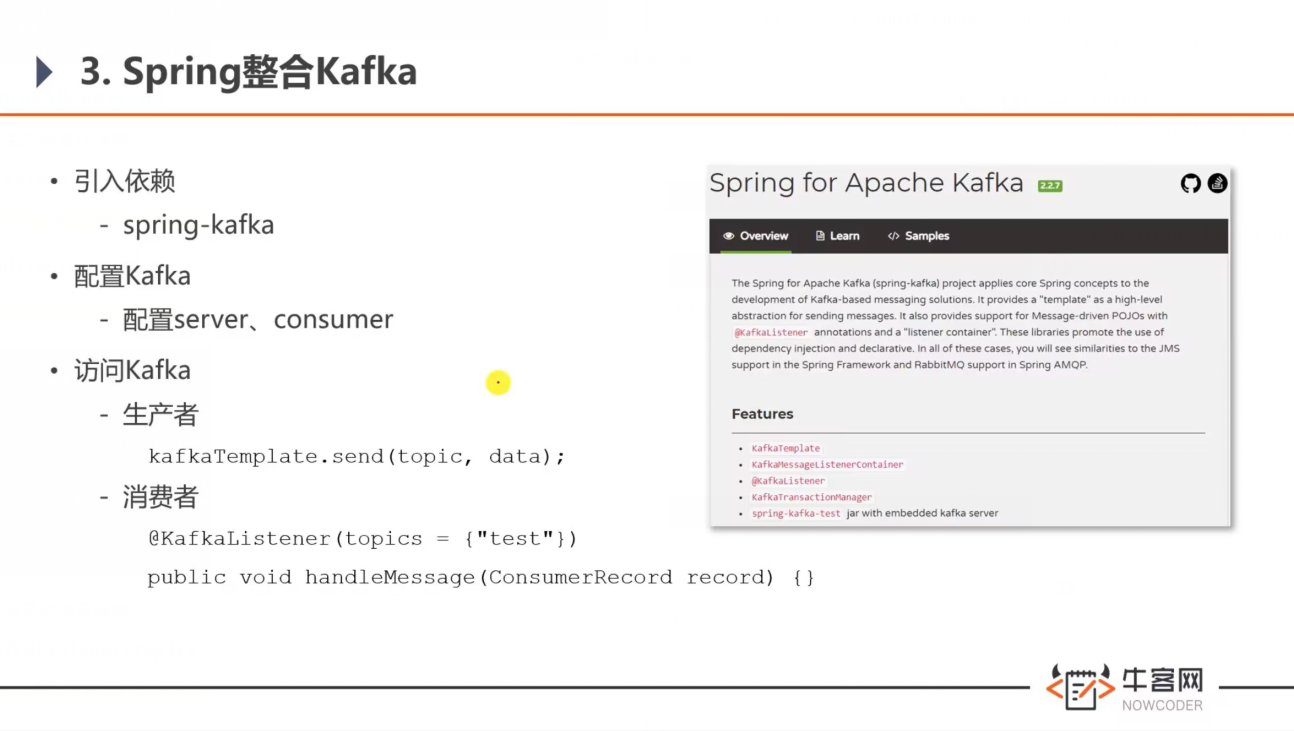 3. Spring整合Kafka
• 引入依赖
- spring-kafka
• 配置Kafka
- 配置server、consumer
• 访问Kafka
- 生产者
kafkaTemplate.send(topic, data);
- 消费者
@KafkaListener(topics = {"test"})
public void handleMessage(ConsumerRecord record) {}
Spring for Apache Kafka 2.2.7
Overview Learn </> Samples
The Spring for Apache Kafka (spring-kafka) project applies core Spring concepts to the
development of Kafka-based messaging solutions. It provides a "template" as a high-level
abstraction for sending messages. It also provides support for Message-driven POJOs with
@KafkaListener annotations and a "listener container". These libraries promote the use of
dependency injection and declarative. In all of these cases, you will see similarities to the JMS
support in the Spring Framework and RabbitMQ support in Spring AMQP.
Features
• KafkaTemplate
• KafkaMessageListenerContainer
• @KafkaListener
• KafkaTransactionManager
• spring-kafka-test jar with embedded kafka server
牛客网
NOWCODER